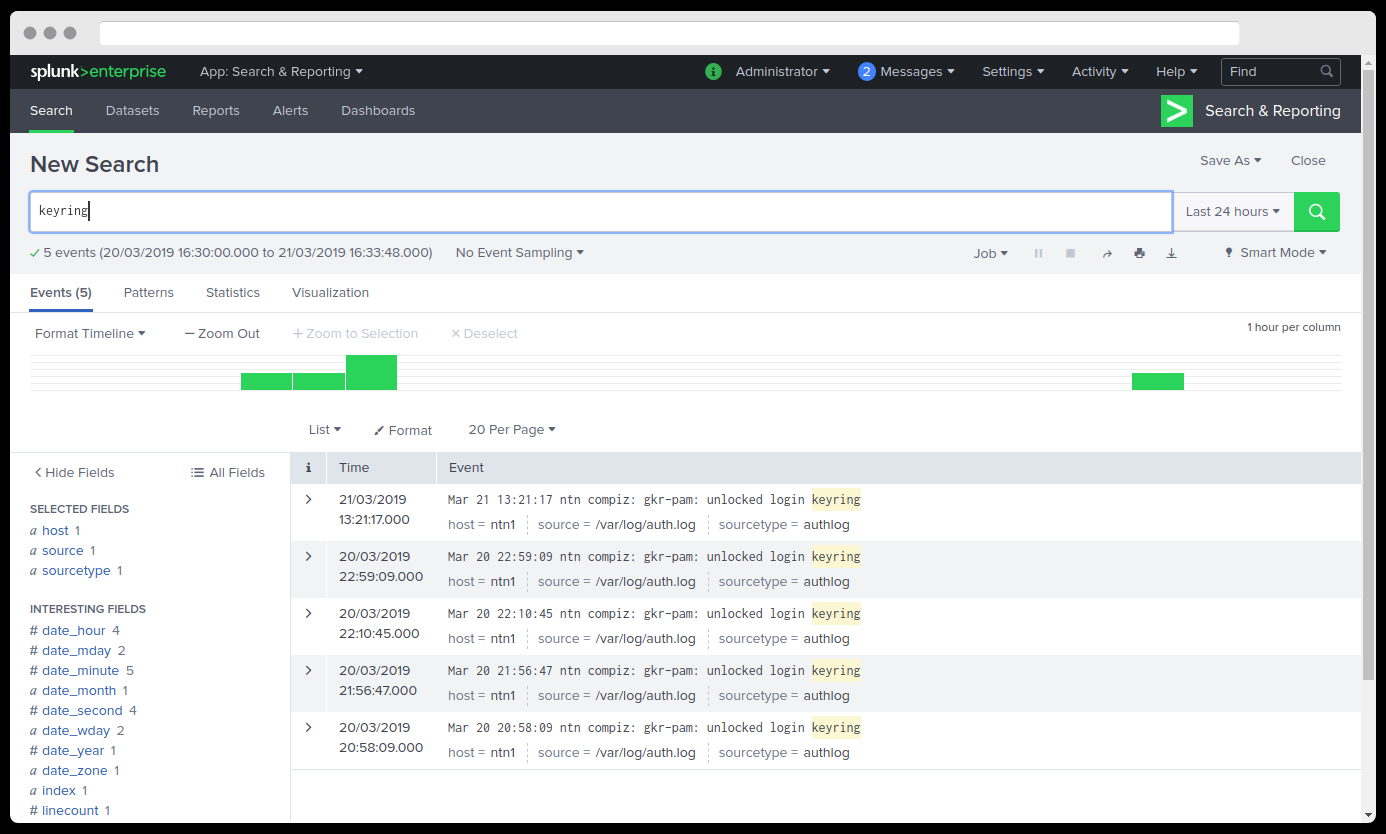 splunk>enterprise App: Search & Reporting i Administrator 2 Messages Settings Activity Help Find
Search Datasets Reports Alerts Dashboards > Search & Reporting
New Search Save As Close
keyring Last 24 hours
5 events (20/03/2019 16:30:00.000 to 21/03/2019 16:33:48.000) No Event Sampling Job Smart Mode
Events (5) Patterns Statistics Visualization
Format Timeline — Zoom Out + Zoom to Selection × Deselect 1 hour per column
List Format 20 Per Page
< Hide Fields All Fields
SELECTED FIELDS
a host 1
a source 1
a sourcetype 1
INTERESTING FIELDS
# date_hour 4
# date_mday 2
# date_minute 5
a date_month 1
# date_second 4
a date_wday 2
# date_year 1
a date_zone 1
a index 1
# linecount 1
i Time Event
> 21/03/2019 Mar 21 13:21:17 ntn compiz: gkr-pam: unlocked login keyring
13:21:17.000 host = ntn1 source = /var/log/auth.log sourcetype = authlog
> 20/03/2019 Mar 20 22:59:09 ntn compiz: gkr-pam: unlocked login keyring
22:59:09.000 host = ntn1 source = /var/log/auth.log sourcetype = authlog
> 20/03/2019 Mar 20 22:10:45 ntn compiz: gkr-pam: unlocked login keyring
22:10:45.000 host = ntn1 source = /var/log/auth.log sourcetype = authlog
> 20/03/2019 Mar 20 21:56:47 ntn compiz: gkr-pam: unlocked login keyring
21:56:47.000 host = ntn1 source = /var/log/auth.log sourcetype = authlog
> 20/03/2019 Mar 20 20:58:09 ntn compiz: gkr-pam: unlocked login keyring
20:58:09.000 host = ntn1 source = /var/log/auth.log sourcetype = authlog